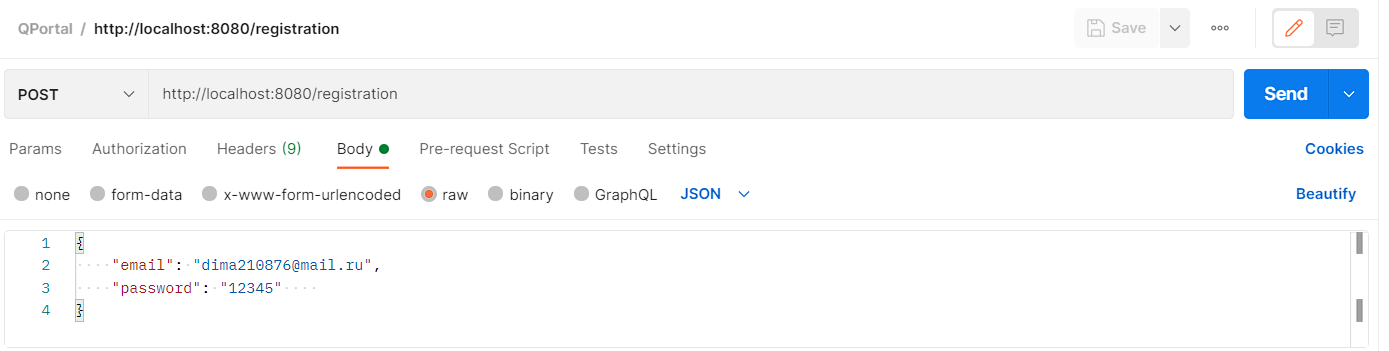 QPortal / http://localhost:8080/registration Save
POST http://localhost:8080/registration Send
Params Authorization Headers (9) Body Pre-request Script Tests Settings Cookies
none form-data x-www-form-urlencoded raw binary GraphQL JSON Beautify
1 {
2 "email": "dima210876@mail.ru",
3 "password": "12345"
4 }